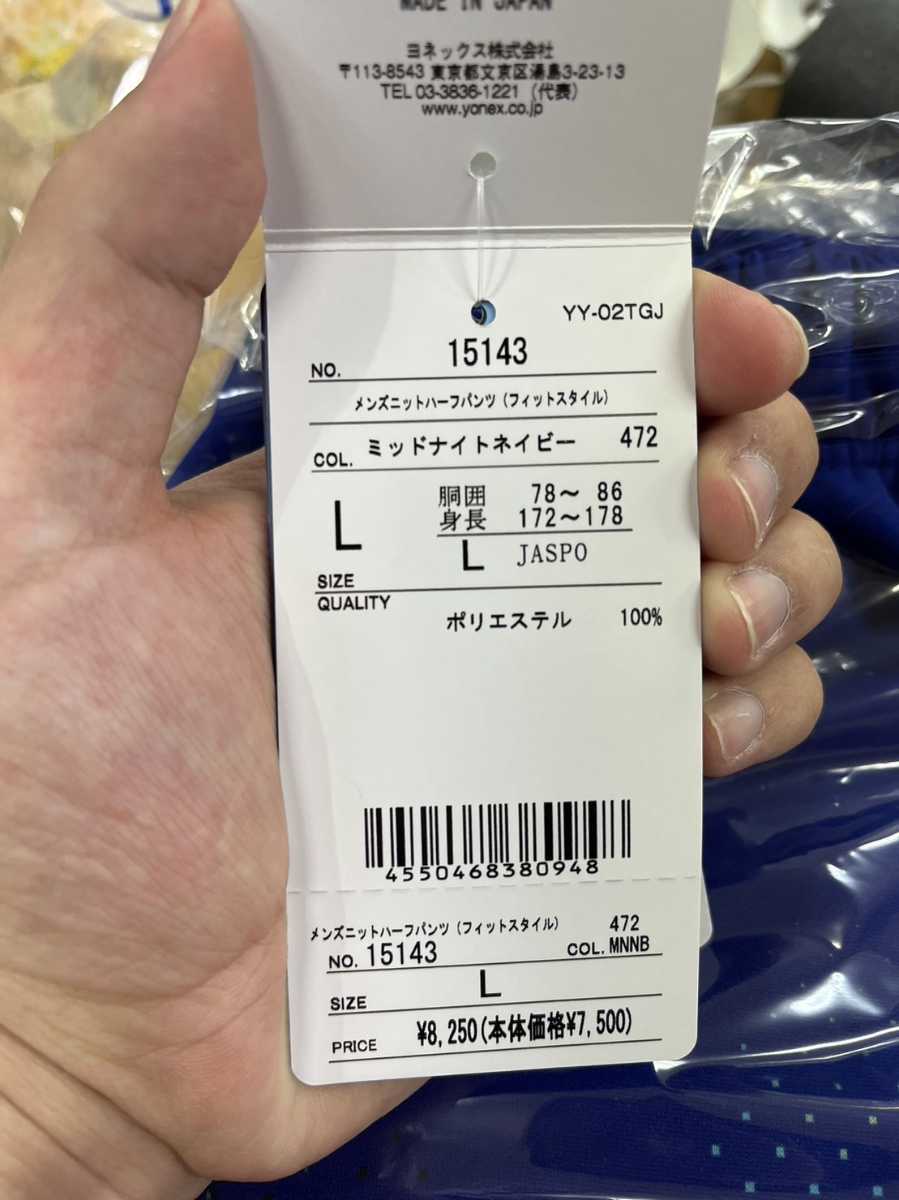 MADE IN JAPAN
ヨネックス株式会社
〒113-8543 東京都文京区湯島3-23-13
TEL 03-3836-1221（代表）
www.yonex.co.jp
YY-02TGJ
NO. 15143
メンズニットハーフパンツ（フィットスタイル）
COL. ミッドナイトネイビー 472
L 胴囲 78～ 86
身長 172～178
L JASPO
SIZE
QUALITY
ポリエステル 100%
4550468380948
メンズニットハーフパンツ（フィットスタイル） 472
NO. 15143 COL. MNNB
SIZE L
PRICE ¥8,250(本体価格¥7,500)